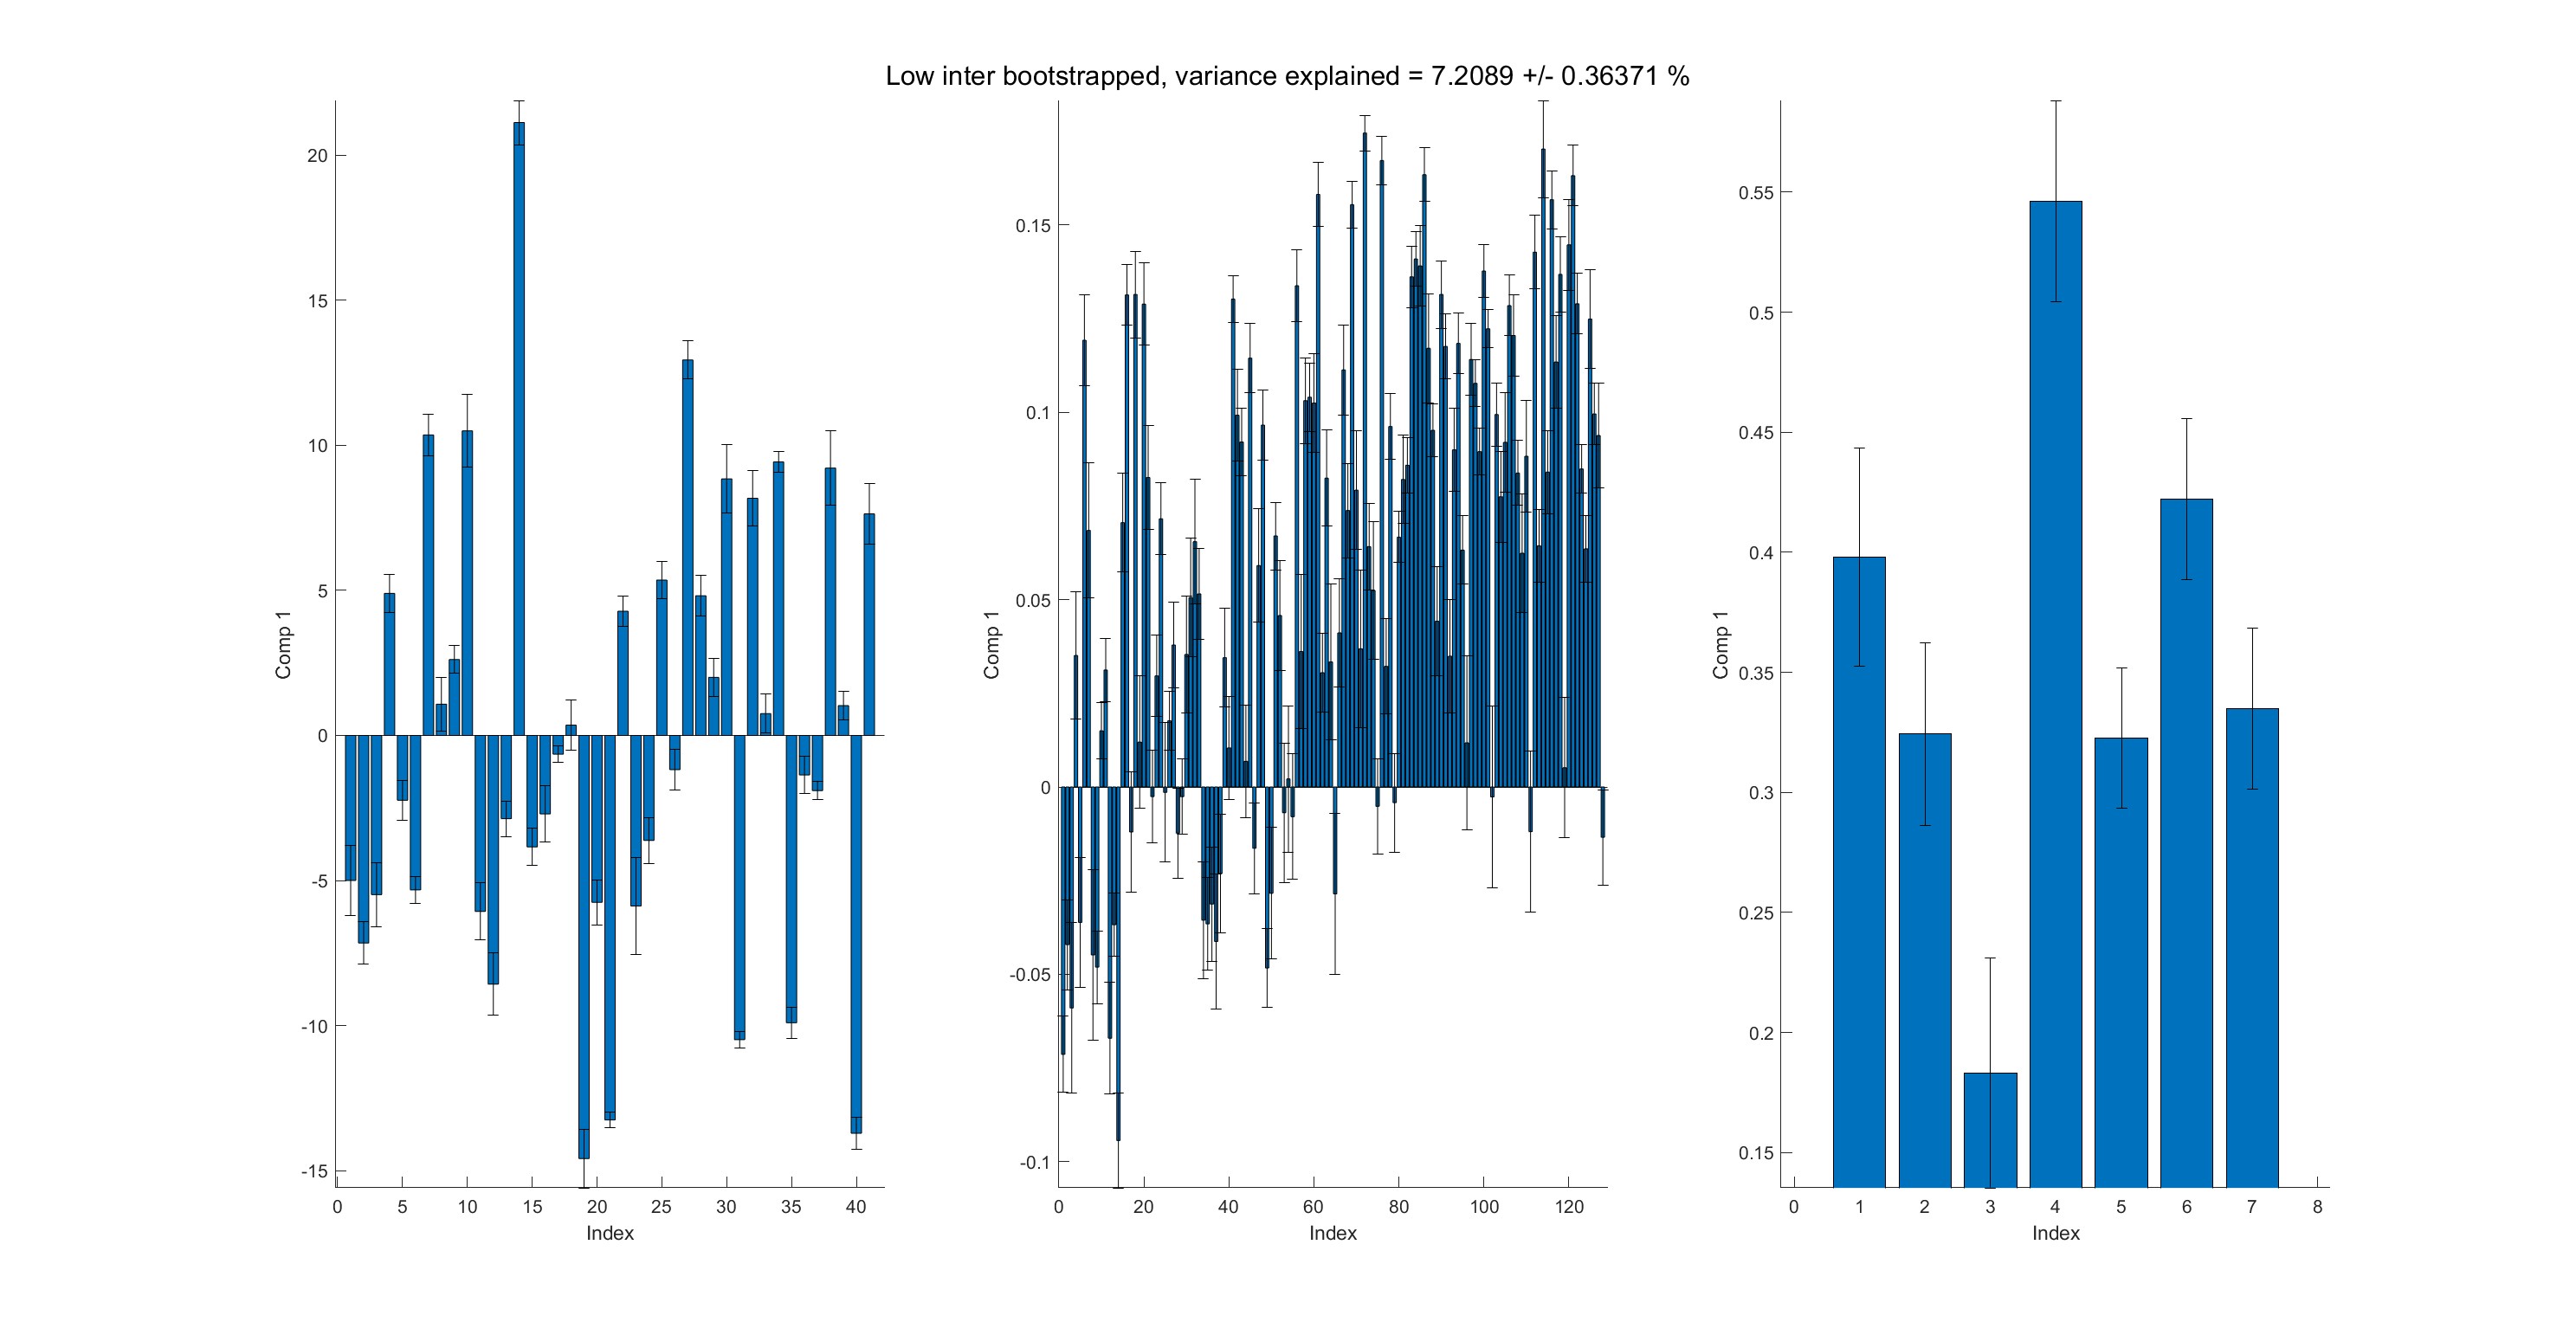 Low inter bootstrapped, variance explained = 7.2089 +/- 0.36371 %
20
15
10
5
0
-5
-10
-15
Comp 1
0 5 10 15 20 25 30 35 40
Index
0.15
0.1
0.05
0
-0.05
-0.1
Comp 1
0 20 40 60 80 100 120
Index
0.55
0.5
0.45
0.4
0.35
0.3
0.25
0.2
0.15
Comp 1
0 1 2 3 4 5 6 7 8
Index